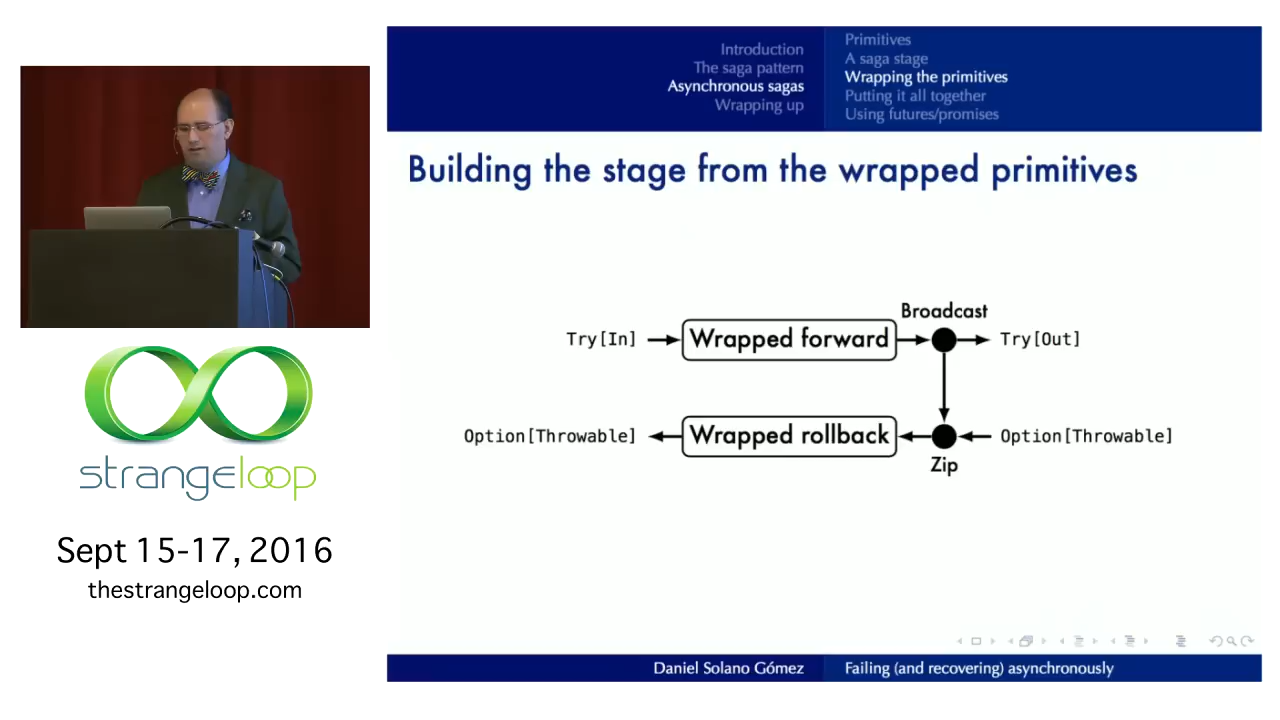 Introduction
The saga pattern
Asynchronous sagas
Wrapping up
Primitives
A saga stage
Wrapping the primitives
Putting it all together
Using futures/promises
Building the stage from the wrapped primitives
Broadcast
Try[In]
Wrapped forward
Try[Out]
Option[Throwable]
Wrapped rollback
Option[Throwable]
Zip
strangeloop
Sept 15-17, 2016
thestrangeloop.com
Daniel Solano Gómez
Failing (and recovering) asynchronously